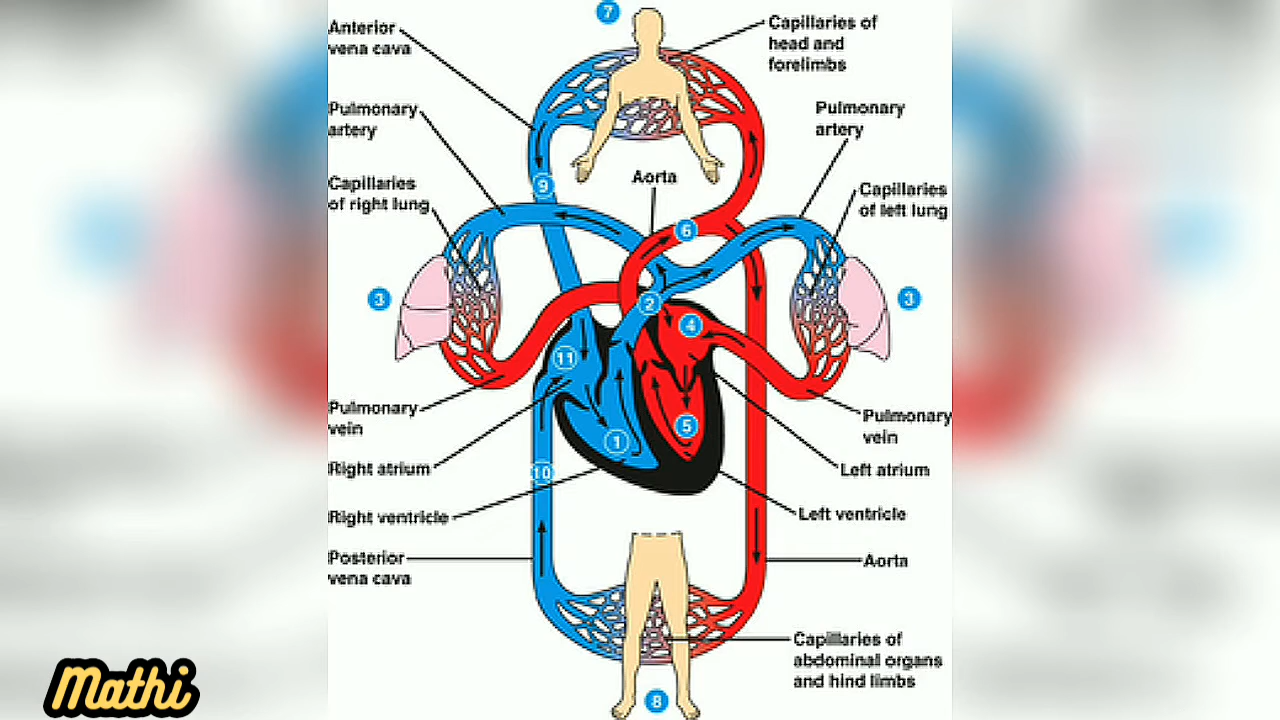 7
Anterior
vena cava
Capillaries of
head and
forelimbs
Pulmonary
artery
Pulmonary
artery
Capillaries
of right lung
Aorta
9
Capillaries
of left lung
6
3
2
3
4
11
Pulmonary
vein
Pulmonary
vein
5
1
Right atrium
10
Left atrium
Right ventricle
Left ventricle
Posterior
vena cava
Aorta
Capillaries of
abdominal organs
and hind limbs
8
Mathi